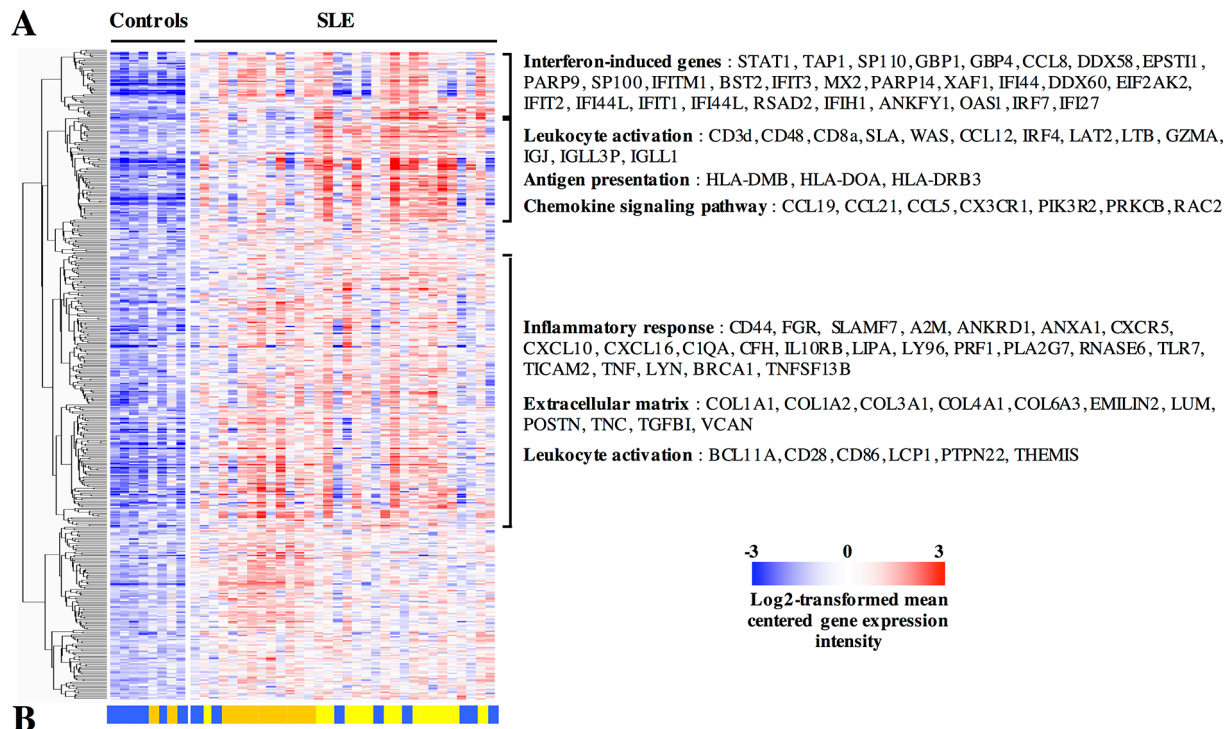 A
Controls
SLE
Interferon-induced genes : STAT1, TAP1, SP110, GBP1, GBP4, CCL8, DDX58, EPSTI1
PARP9, SP100, IFITM1, BST2, IFIT3, MX2, PARP14, XAF1, IFI44, DDX60, EIF2AK2,
IFIT2, IFI44L, IFIT1, IFI44L, RSAD2, IFIH1, ANKFY1, OAS1, IRF7, IFI27
Leukocyte activation : CD3d, CD48, CD8a, SLA, WAS, CCL12, IRF4, LAT2, LTB, GZMA,
IGJ, IGLL3P, IGLL1
Antigen presentation : HLA-DMB, HLA-DOA, HLA-DRB3
Chemokine signaling pathway : CCL19, CCL21, CCL5, CX3CR1, PIK3R2, PRKCB, RAC2
Inflammatory response : CD44, FGR, SLAMF7, A2M, ANKRD1, ANXA1, CXCR5,
CXCL10, CXCL16, C1QA, CFH, IL10RB, LIPA, LY96, PRF1, PLA2G7, RNASE6, TLR7,
TICAM2, TNF, LYN, BRCA1, TNFSF13B
Extracellular matrix : COL1A1, COL1A2, COL3A1, COL4A1, COL6A3, EMILIN2, LUM,
POSTN, TNC, TGFBI, VCAN
Leukocyte activation : BCL11A, CD28, CD86, LCP1, PTPN22, THEMIS
-3 0 3
Log2-transformed mean
centered gene expression
intensity
B